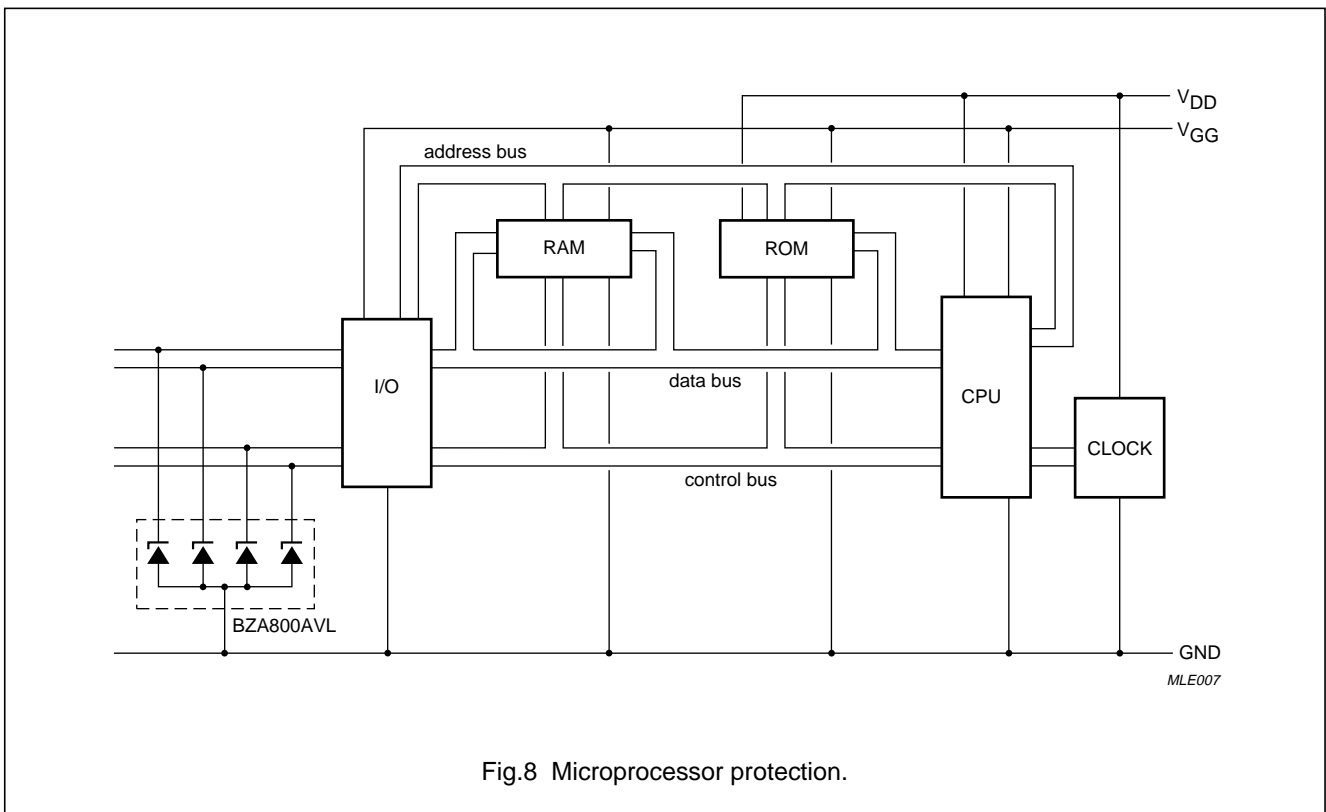 VDD
VGG
address bus
RAM
ROM
I/O
data bus
CPU
CLOCK
control bus
BZA800AVL
GND
MLE007
Fig.8 Microprocessor protection.